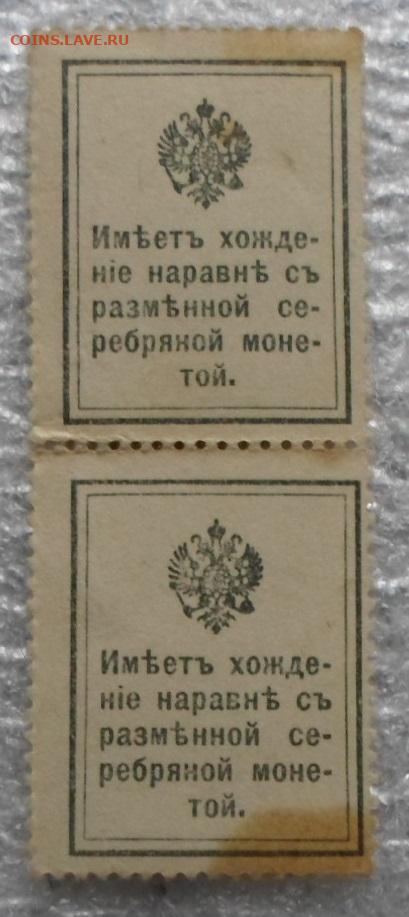 COINS.LAVE.RU
Имѣетъ хожде-
ніе наравнѣ съ
размѣнной се-
ребряной моне-
той.
Имѣетъ хожде-
ніе наравнѣ съ
размѣнной се-
ребряной моне-
той.